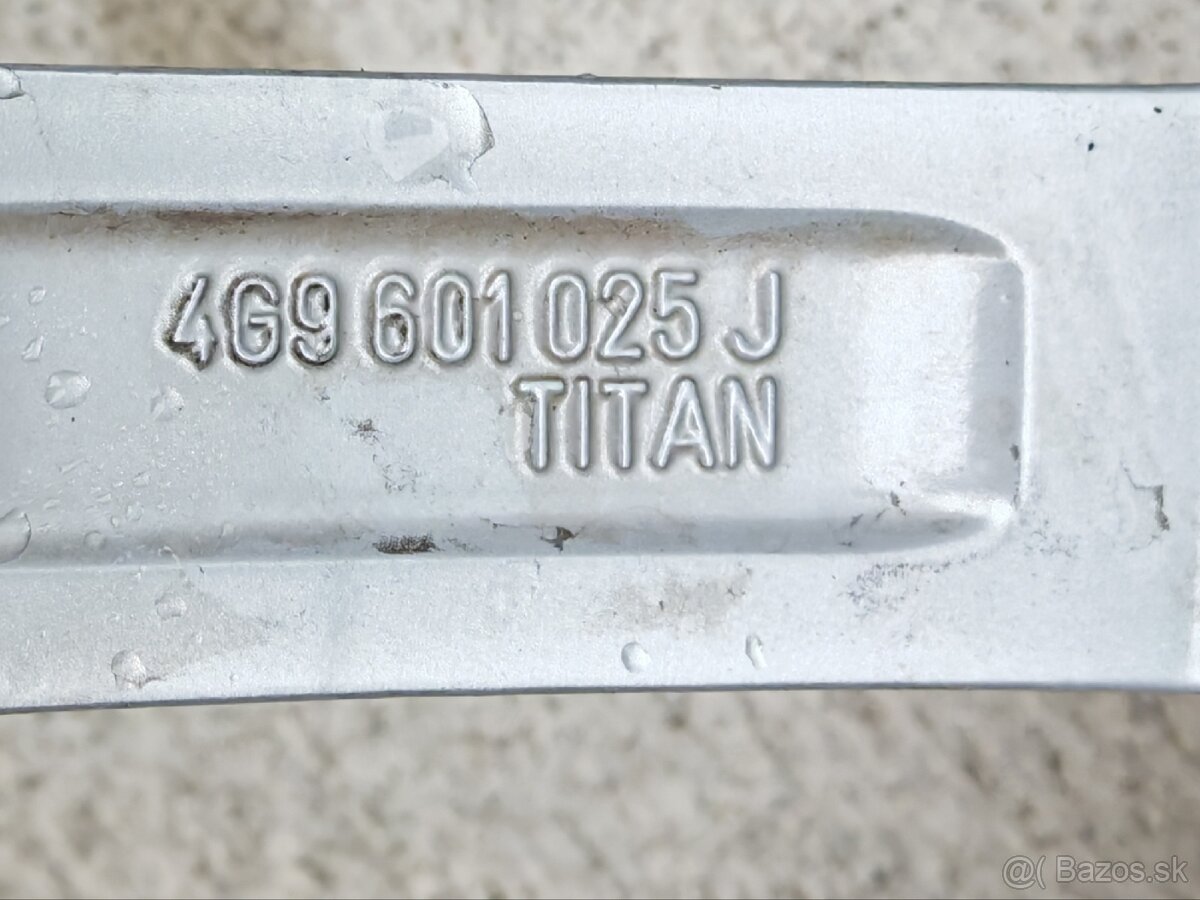 4G9 601 025 J
TITAN
@( Bazos.sk